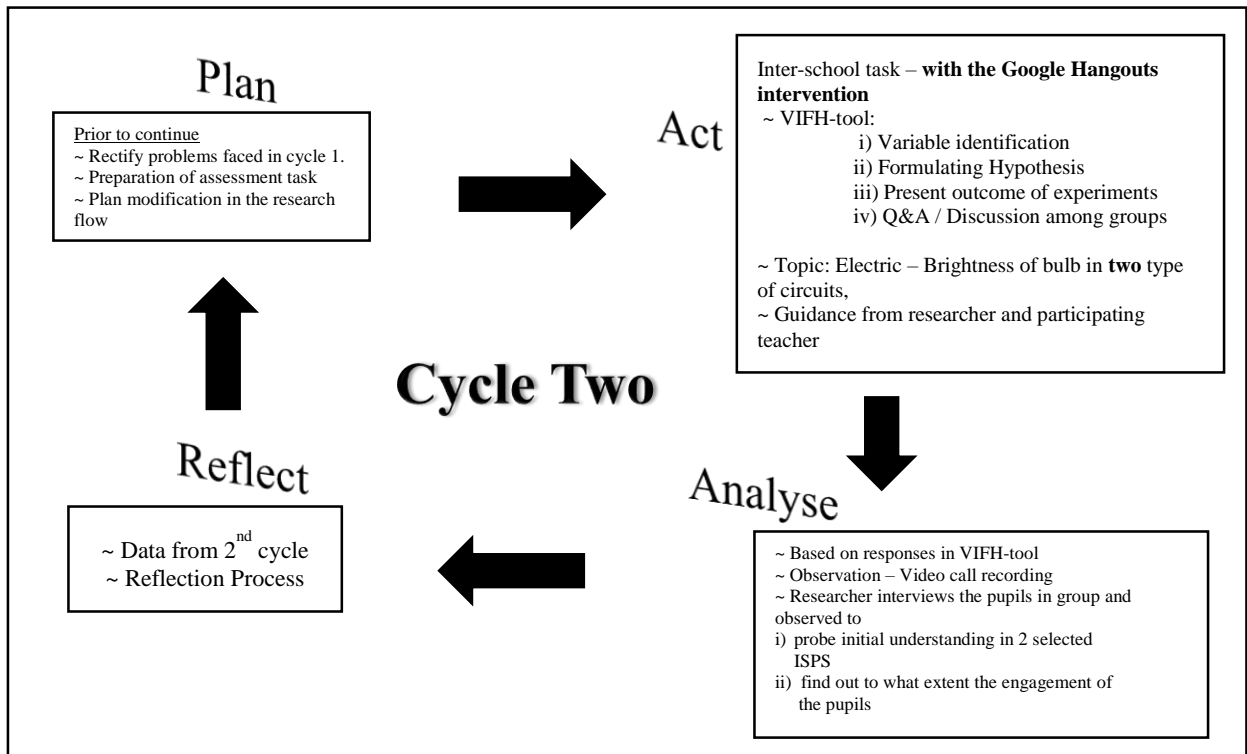 Plan
Prior to continue
~ Rectify problems faced in cycle 1.
~ Preparation of assessment task
~ Plan modification in the research
flow
Act
Inter-school task – with the Google Hangouts
intervention
~ VIFH-tool:
i) Variable identification
ii) Formulating Hypothesis
iii) Present outcome of experiments
iv) Q&A / Discussion among groups
~ Topic: Electric – Brightness of bulb in two type
of circuits,
~ Guidance from researcher and participating
teacher
Cycle Two
Analyse
~ Based on responses in VIFH-tool
~ Observation – Video call recording
~ Researcher interviews the pupils in group and
observed to
i) probe initial understanding in 2 selected
ISPS
ii) find out to what extent the engagement of
the pupils
Reflect
~ Data from 2nd cycle
~ Reflection Process